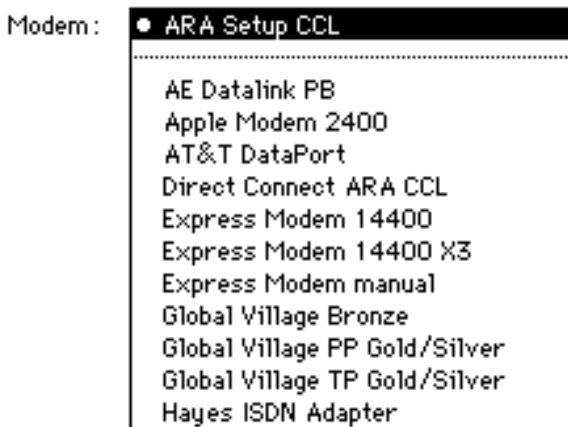 Modem: ● ARA Setup CCL
AE Datalink PB
Apple Modem 2400
AT&T DataPort
Direct Connect ARA CCL
Express Modem 14400
Express Modem 14400 X3
Express Modem manual
Global Village Bronze
Global Village PP Gold/Silver
Global Village TP Gold/Silver
Hayes ISDN Adapter